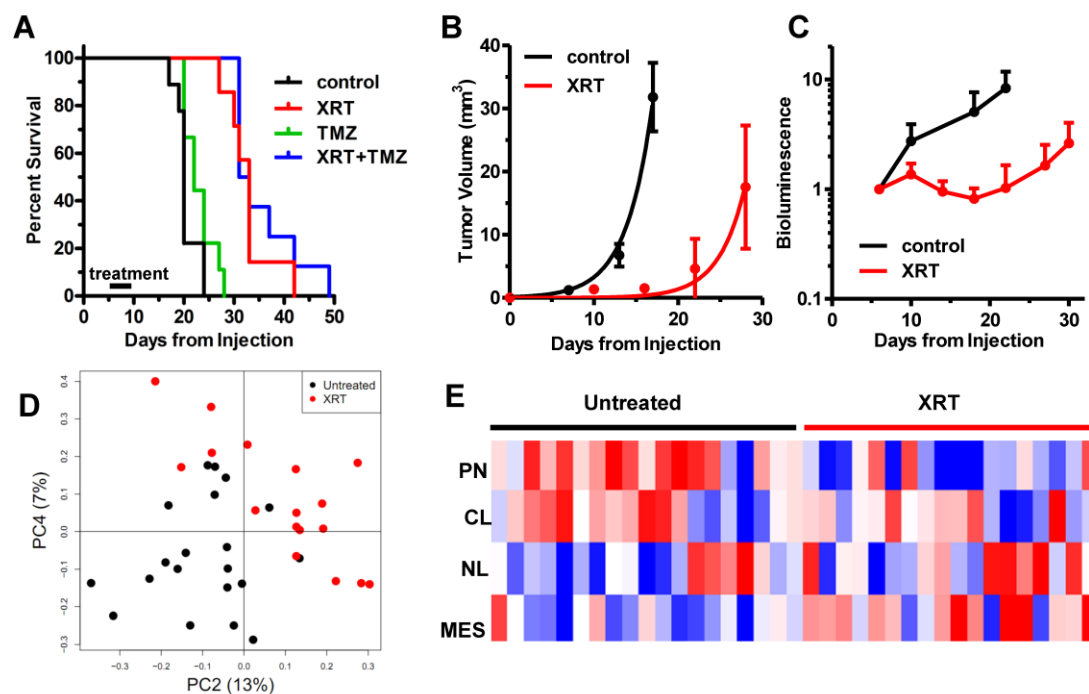 A
100
80
60
40
20
0
Percent Survival
control
XRT
TMZ
XRT+TMZ
treatment
0 10 20 30 40 50
Days from Injection
B
40
30
20
10
0
Tumor Volume (mm³)
control
XRT
0 10 20 30
Days from Injection
C
10
1
0.1
Bioluminescence
control
XRT
10 20 30
Days from Injection
D
0.4
0.3
0.2
0.1
0.0
−0.1
−0.2
−0.3
PC4 (7%)
Untreated
XRT
−0.3 −0.2 −0.1 0.0 0.1 0.2 0.3
PC2 (13%)
E
Untreated XRT
PN
CL
NL
MES